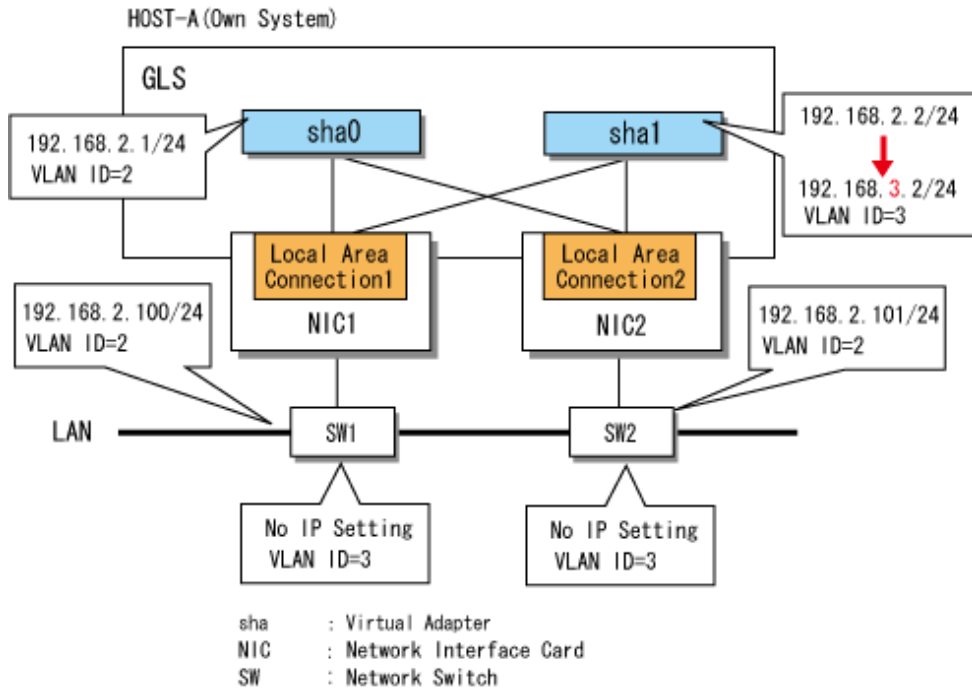 HOST-A(Own System)
GLS
192.168.2.1/24
VLAN ID=2
sha0
sha1
192.168.2.2/24
192.168.3.2/24
VLAN ID=3
Local Area
Connection1
NIC1
Local Area
Connection2
NIC2
192.168.2.100/24
VLAN ID=2
192.168.2.101/24
VLAN ID=2
LAN
SW1
SW2
No IP Setting
VLAN ID=3
No IP Setting
VLAN ID=3
sha : Virtual Adapter
NIC : Network Interface Card
SW : Network Switch